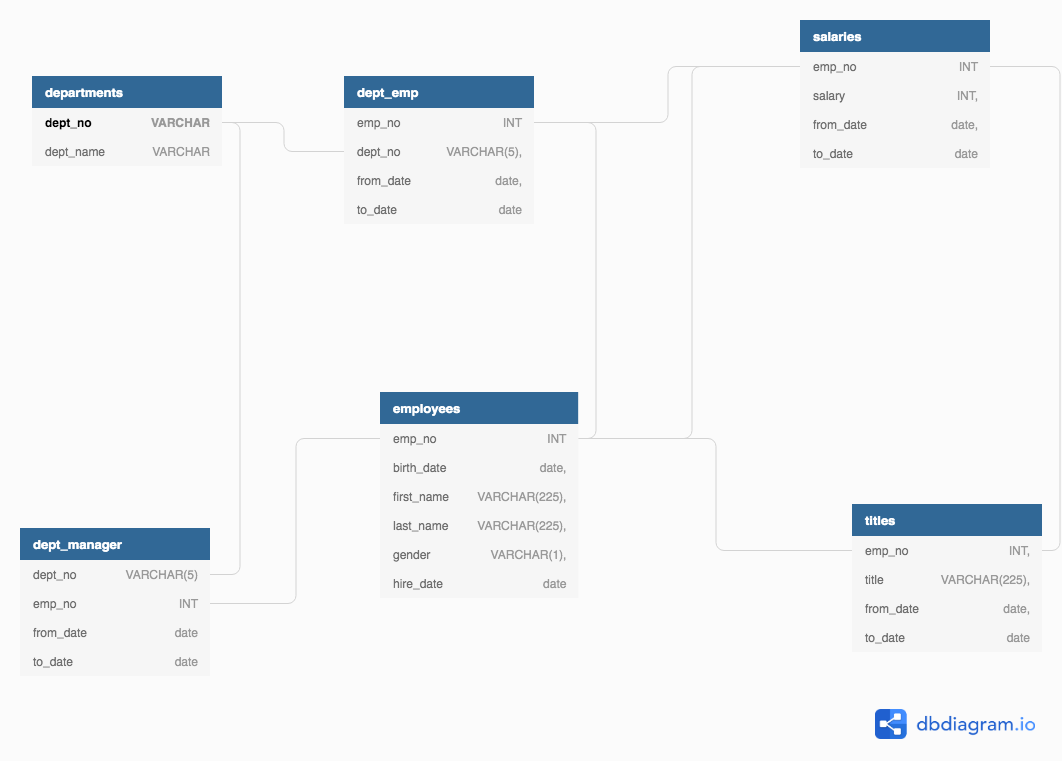 departments
dept_no VARCHAR
dept_name VARCHAR
dept_emp
emp_no INT
dept_no VARCHAR(5),
from_date date,
to_date date
salaries
emp_no INT
salary INT,
from_date date,
to_date date
employees
emp_no INT
birth_date date,
first_name VARCHAR(225),
last_name VARCHAR(225),
gender VARCHAR(1),
hire_date date
dept_manager
dept_no VARCHAR(5)
emp_no INT
from_date date
to_date date
titles
emp_no INT,
title VARCHAR(225),
from_date date,
to_date date
dbdiagram.io